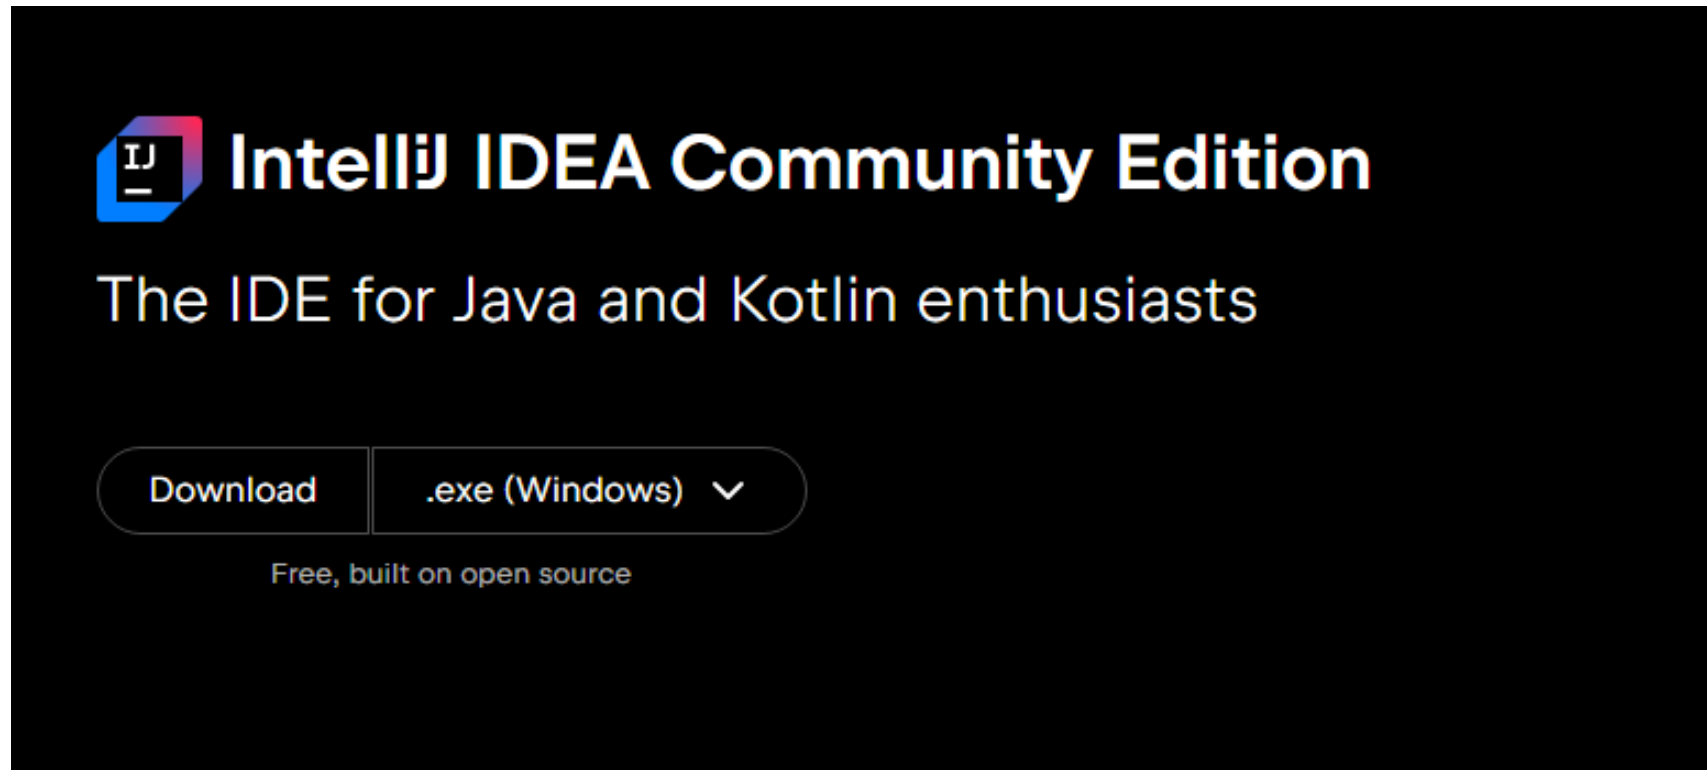 IJ
IntelliJ IDEA Community Edition
The IDE for Java and Kotlin enthusiasts
Download
.exe (Windows)
Free, built on open source